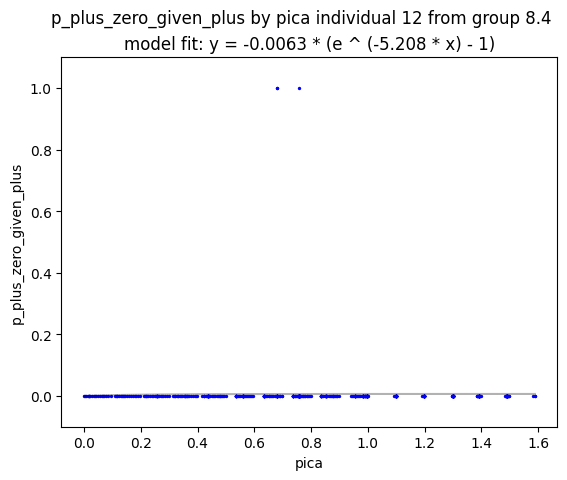 p_plus_zero_given_plus by pica individual 12 from group 8.4
model fit: y = -0.0063 * (e ^ (-5.208 * x) - 1)
1.0
0.8
0.6
0.4
0.2
0.0
p_plus_zero_given_plus
0.0 0.2 0.4 0.6 0.8 1.0 1.2 1.4 1.6
pica